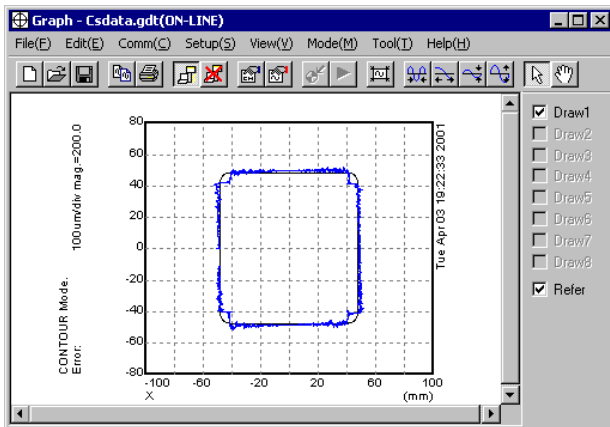 Graph - Csdata.gdt(ON-LINE)
File(F) Edit(E) Comm(C) Setup(S) View(V) Mode(M) Tool(T) Help(H)
CONTOUR Mode. 100um/div mag.=200.0
Error:
80
60
40
20
0
-20
-40
-60
-80
-100 -60 -20 20 60 100
X (mm)
Tue Apr 03 19:22:33 2001
Draw1
Draw2
Draw3
Draw4
Draw5
Draw6
Draw7
Draw8
Refer